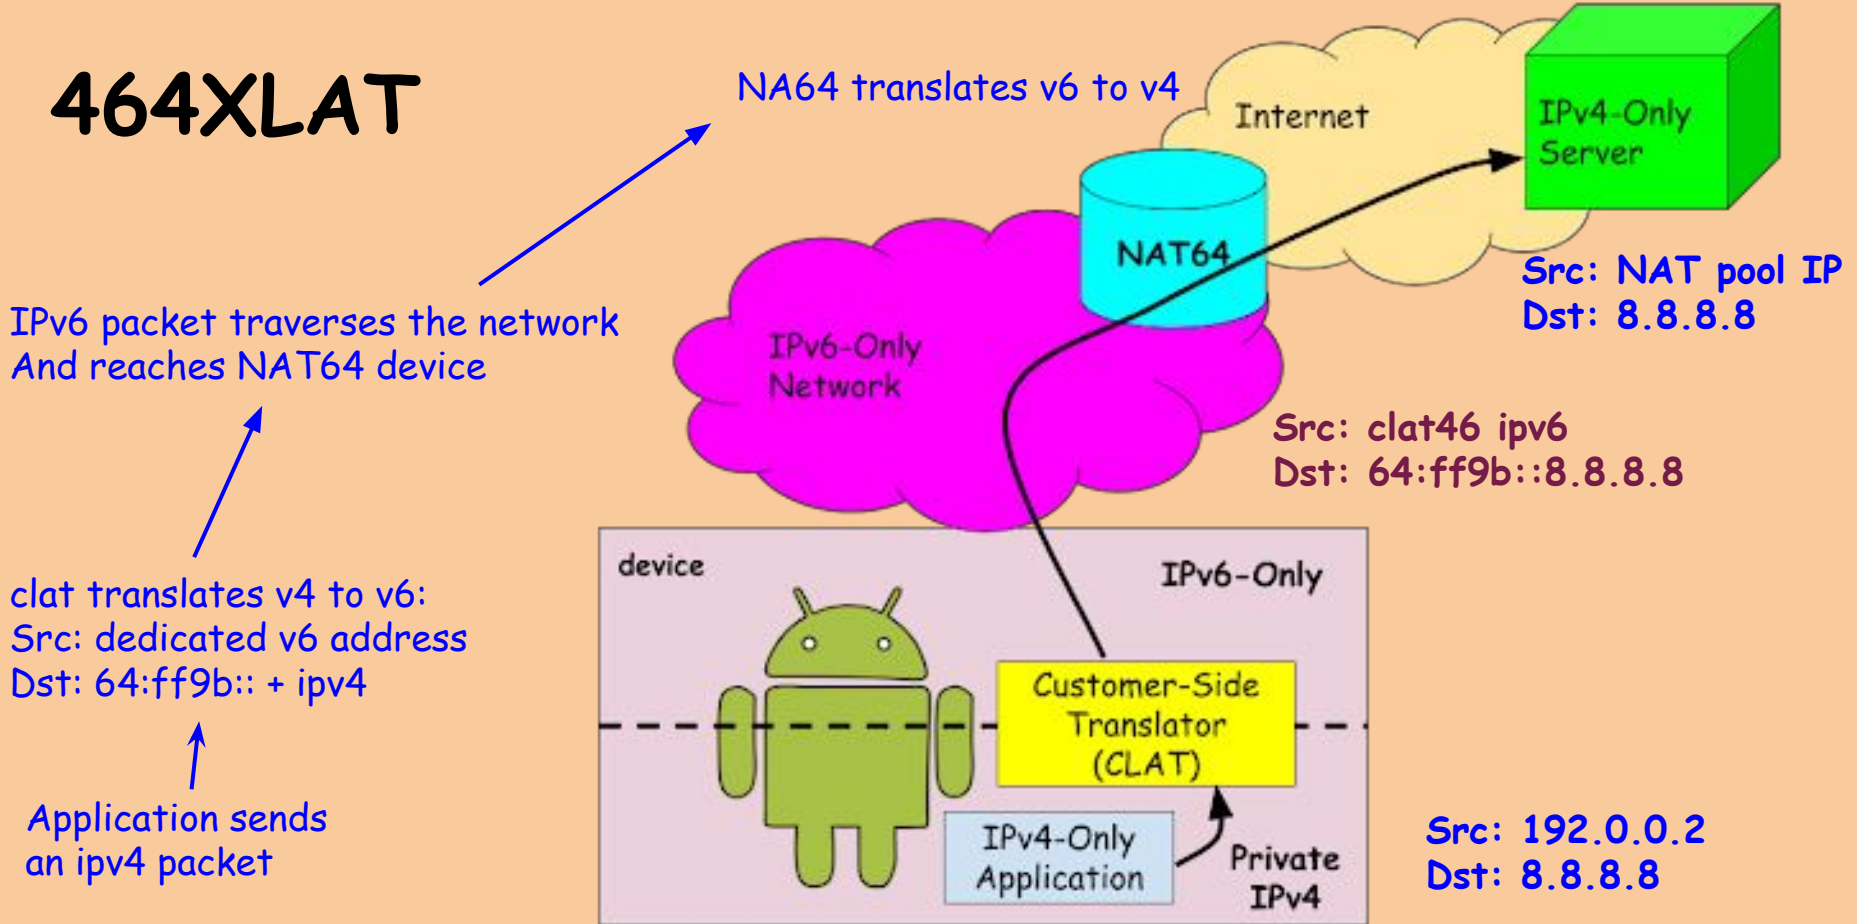 464XLAT
NA64 translates v6 to v4
Internet
IPv4-Only
Server
NAT64
Src: NAT pool IP
Dst: 8.8.8.8
IPv6 packet traverses the network
And reaches NAT64 device
IPv6-Only
Network
Src: clat46 ipv6
Dst: 64:ff9b::8.8.8.8
device
IPv6-Only
clat translates v4 to v6:
Src: dedicated v6 address
Dst: 64:ff9b:: + ipv4
Customer-Side
Translator
(CLAT)
Application sends
an ipv4 packet
IPv4-Only
Application
Private
IPv4
Src: 192.0.0.2
Dst: 8.8.8.8